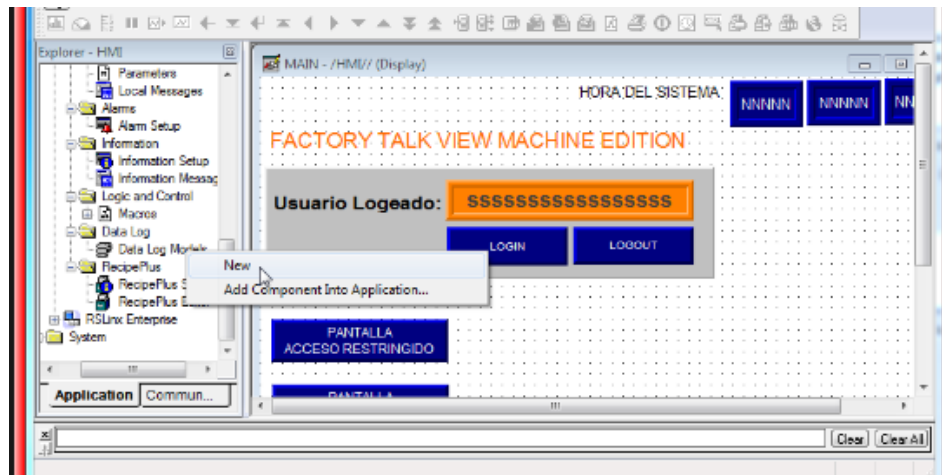 Explorer - HMI
Parameters
Local Messages
Alarms
Alarm Setup
Information
Information Setup
Information Messag
Logic and Control
Macros
Data Log
Data Log Models
RecipePlus
RecipePlus S
RecipePlus
RSLinx Enterprise
System
Application
Commun...
New
Add Component Into Application...
MAIN - /HMI// (Display)
HORA DEL SISTEMA:
NNNNN
NNNNN
NN
FACTORY TALK VIEW MACHINE EDITION
Usuario Logeado:
SSSSSSSSSSSSSSSSS
LOGIN
LOGOUT
PANTALLA
ACCESO RESTRINGIDO
PANTALLA
Clear
Clear All